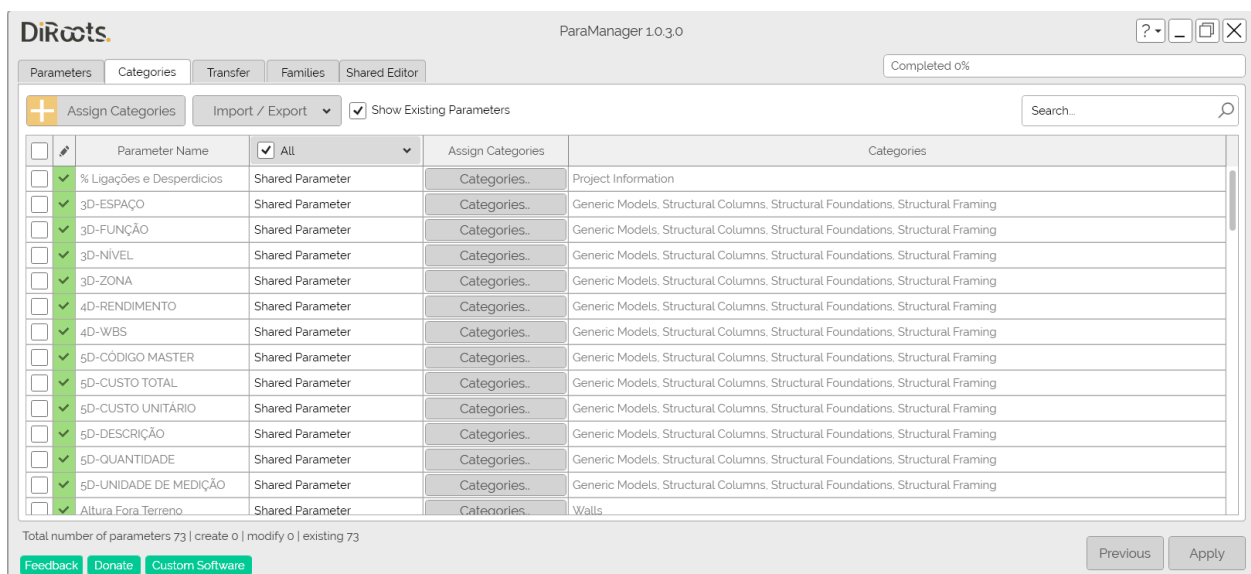 DiRoots.
ParaManager 1.0.3.0
?
Parameters Categories Transfer Families Shared Editor
Completed 0%
Assign Categories Import / Export Show Existing Parameters Search...
Parameter Name All Assign Categories Categories
% Ligações e Desperdicios Shared Parameter Categories.. Project Information
3D-ESPAÇO Shared Parameter Categories.. Generic Models, Structural Columns, Structural Foundations, Structural Framing
3D-FUNÇÃO Shared Parameter Categories.. Generic Models, Structural Columns, Structural Foundations, Structural Framing
3D-NÍVEL Shared Parameter Categories.. Generic Models, Structural Columns, Structural Foundations, Structural Framing
3D-ZONA Shared Parameter Categories.. Generic Models, Structural Columns, Structural Foundations, Structural Framing
4D-RENDIMENTO Shared Parameter Categories.. Generic Models, Structural Columns, Structural Foundations, Structural Framing
4D-WBS Shared Parameter Categories.. Generic Models, Structural Columns, Structural Foundations, Structural Framing
5D-CÓDIGO MASTER Shared Parameter Categories.. Generic Models, Structural Columns, Structural Foundations, Structural Framing
5D-CUSTO TOTAL Shared Parameter Categories.. Generic Models, Structural Columns, Structural Foundations, Structural Framing
5D-CUSTO UNITÁRIO Shared Parameter Categories.. Generic Models, Structural Columns, Structural Foundations, Structural Framing
5D-DESCRIÇÃO Shared Parameter Categories.. Generic Models, Structural Columns, Structural Foundations, Structural Framing
5D-QUANTIDADE Shared Parameter Categories.. Generic Models, Structural Columns, Structural Foundations, Structural Framing
5D-UNIDADE DE MEDIÇÃO Shared Parameter Categories.. Generic Models, Structural Columns, Structural Foundations, Structural Framing
Altura Fora Terreno Shared Parameter Categories.. Walls
Total number of parameters 73 | create 0 | modify 0 | existing 73
Previous Apply
Feedback Donate Custom Software